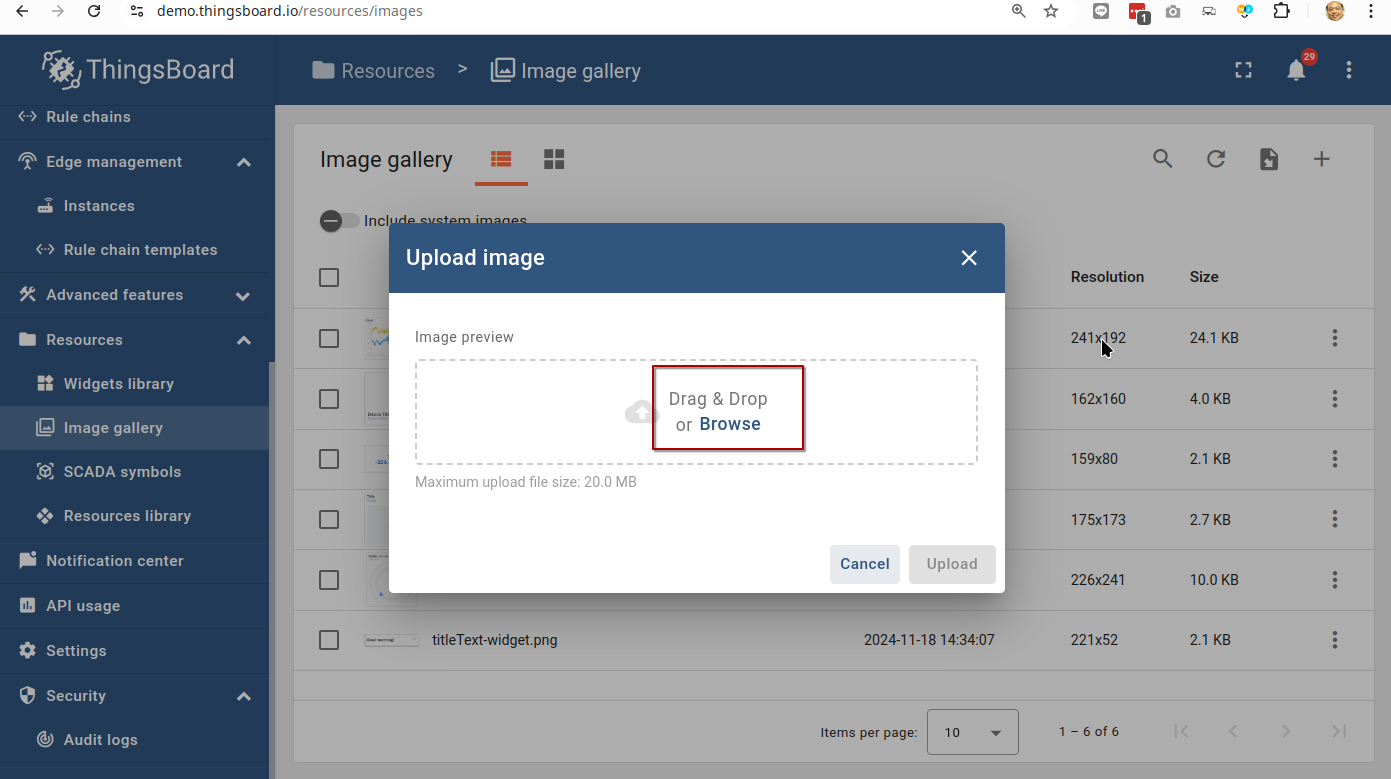 demo.thingsboard.io/resources/images
1
ThingsBoard
Resources > Image gallery
29
Rule chains
Edge management
Instances
Rule chain templates
Advanced features
Resources
Widgets library
Image gallery
SCADA symbols
Resources library
Notification center
API usage
Settings
Security
Audit logs
Image gallery
Include system images
Resolution Size
241x192 24.1 KB
162x160 4.0 KB
159x80 2.1 KB
175x173 2.7 KB
226x241 10.0 KB
titleText-widget.png 2024-11-18 14:34:07 221x52 2.1 KB
Items per page: 10 1 – 6 of 6
Upload image
Image preview
Drag & Drop
or Browse
Maximum upload file size: 20.0 MB
Cancel Upload